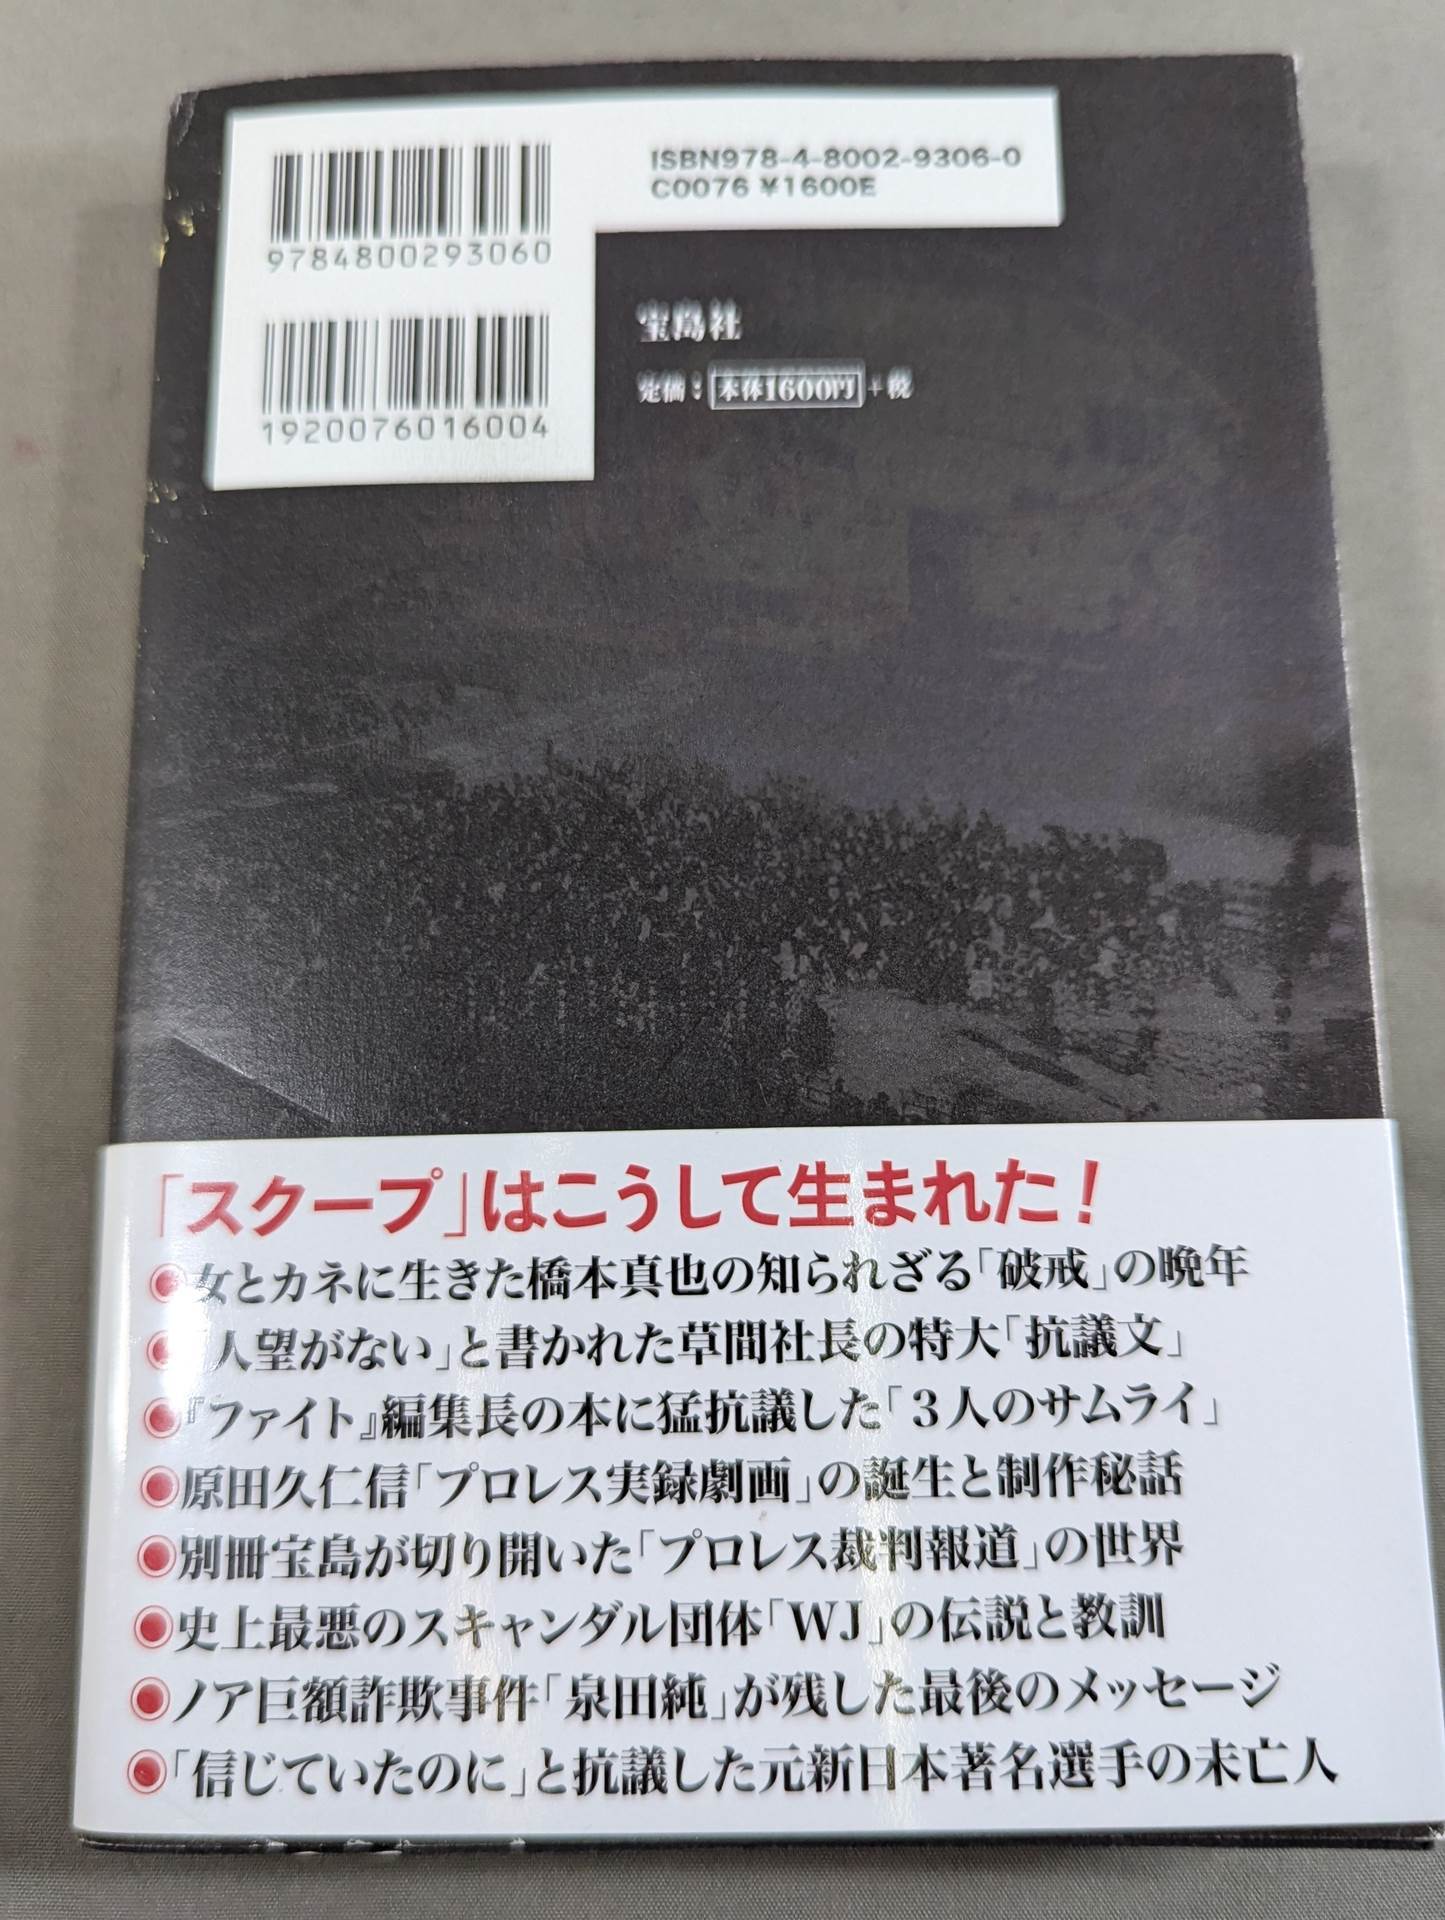 ISBN978-4-8002-9306-0
C0076 ¥1600E
9784800293060
1920076016004
宝島社
定価：本体1600円＋税
「スクープ」はこうして生まれた！
◉女とカネに生きた橋本真也の知られざる「破戒」の晩年
◉「人望がない」と書かれた草間社長の特大「抗議文」
◉『ファイト』編集長の本に猛抗議した「３人のサムライ」
◉原田久仁信「プロレス実録劇画」の誕生と制作秘話
◉別冊宝島が切り開いた「プロレス裁判報道」の世界
◉史上最悪のスキャンダル団体「WJ」の伝説と教訓
◉ノア巨額詐欺事件「泉田純」が残した最後のメッセージ
◉「信じていたのに」と抗議した元新日本著名選手の未亡人